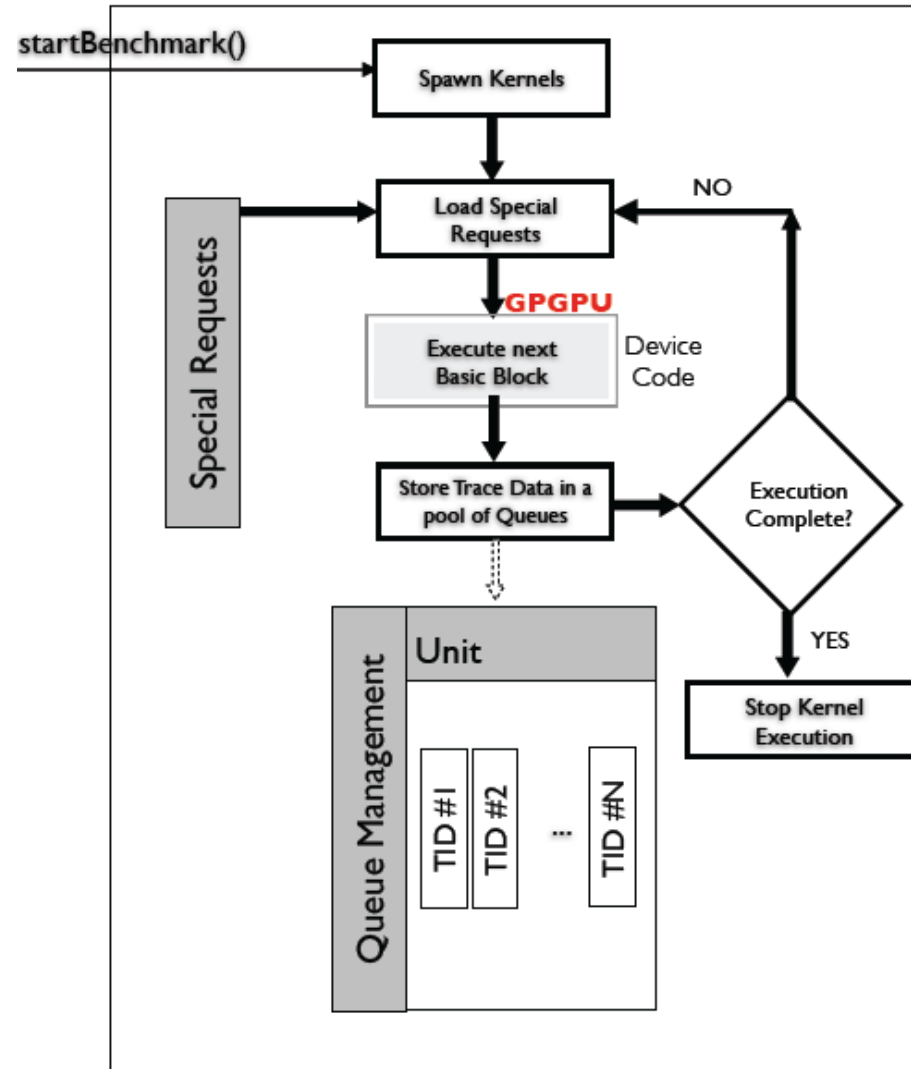 startBenchmark()
Spawn Kernels
Special Requests
Load Special
Requests
NO
GPGPU
Execute next
Basic Block
Device
Code
Store Trace Data in a
pool of Queues
Execution
Complete?
YES
Stop Kernel
Execution
Queue Management
Unit
TID #1
TID #2
...
TID #N